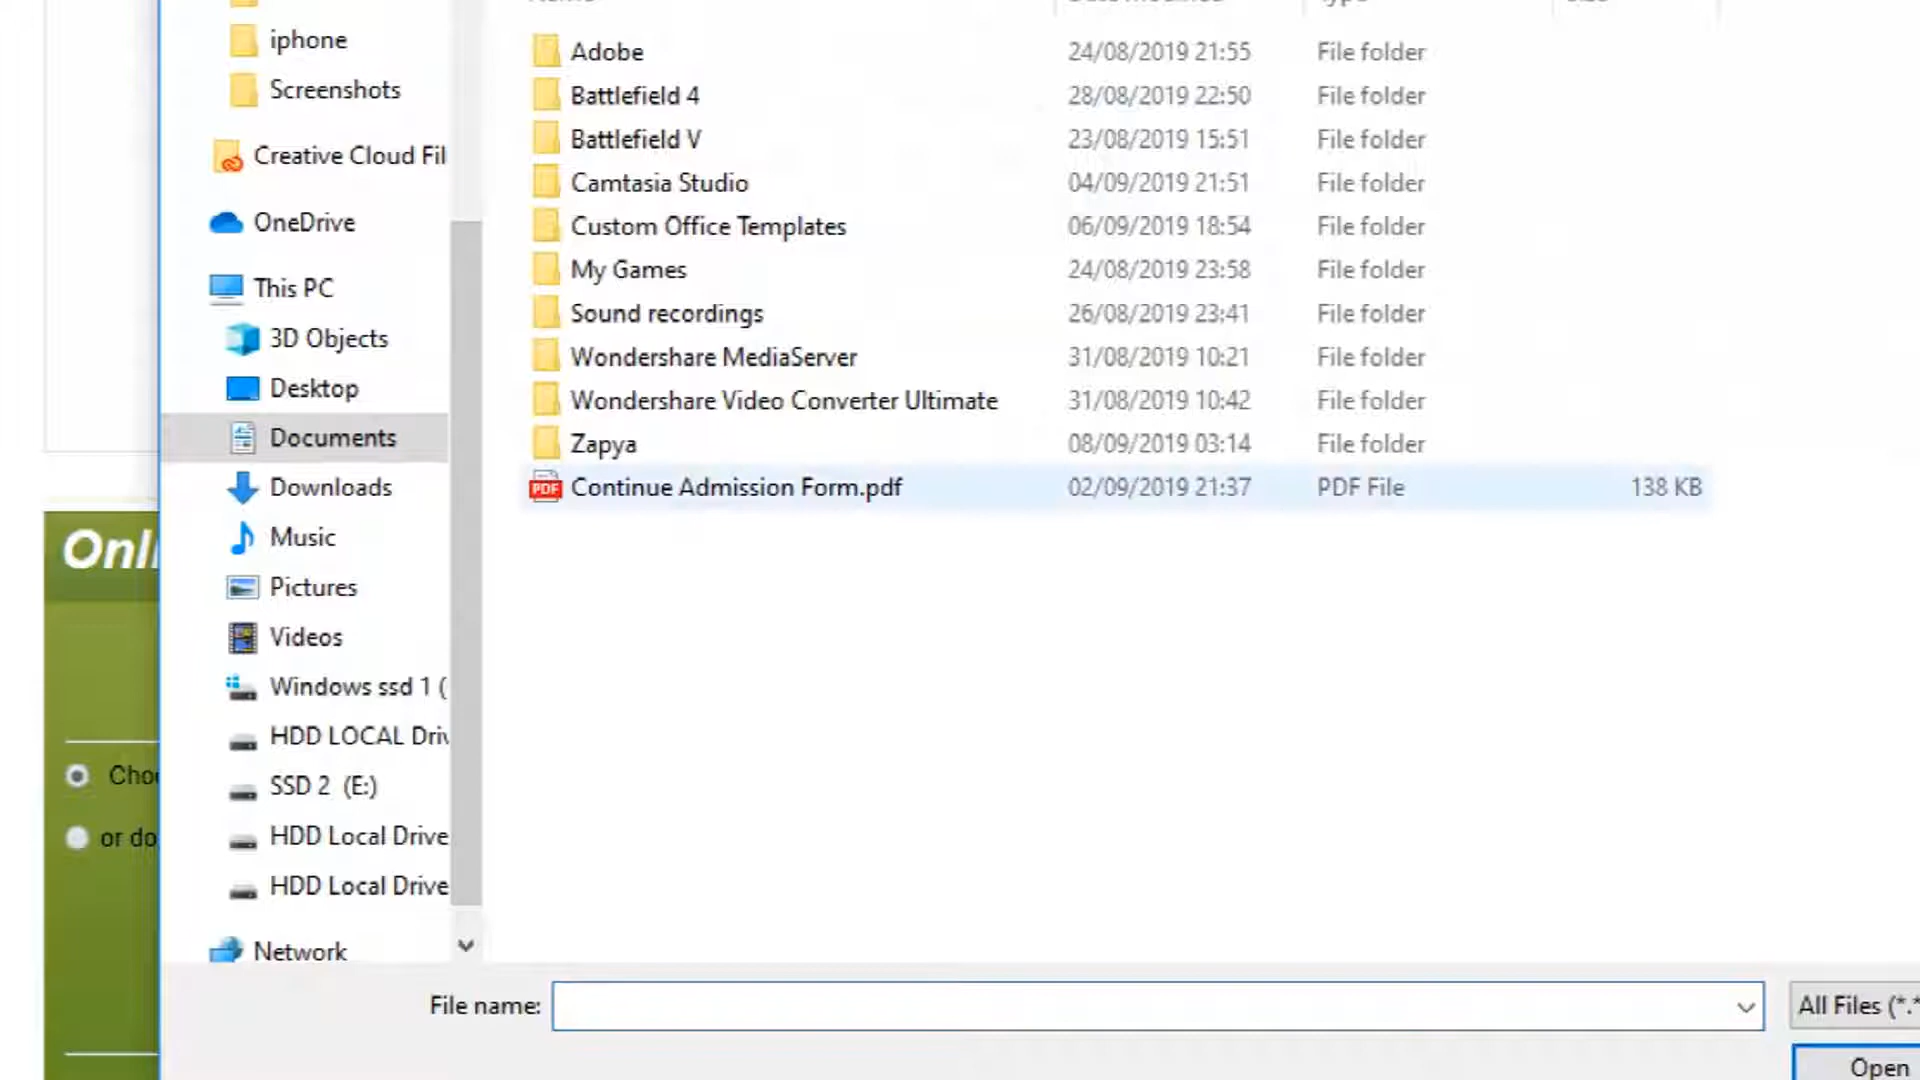 iphone
Screenshots
Creative Cloud Fil
OneDrive
This PC
3D Objects
Desktop
Documents
Downloads
Music
Pictures
Videos
Windows ssd 1 (
HDD LOCAL Driv
SSD 2 (E:)
HDD Local Drive
HDD Local Drive
Network
Adobe 24/08/2019 21:55 File folder
Battlefield 4 28/08/2019 22:50 File folder
Battlefield V 23/08/2019 15:51 File folder
Camtasia Studio 04/09/2019 21:51 File folder
Custom Office Templates 06/09/2019 18:54 File folder
My Games 24/08/2019 23:58 File folder
Sound recordings 26/08/2019 23:41 File folder
Wondershare MediaServer 31/08/2019 10:21 File folder
Wondershare Video Converter Ultimate 31/08/2019 10:42 File folder
Zapya 08/09/2019 03:14 File folder
PDF Continue Admission Form.pdf 02/09/2019 21:37 PDF File 138 KB
Onli
Choo
or do
File name: All Files (*.*
Open